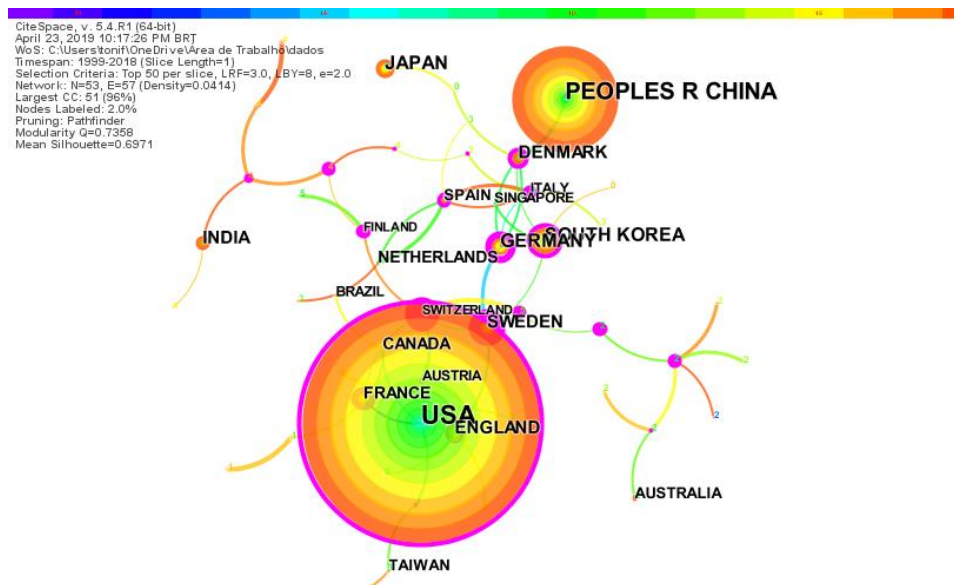 CiteSpace, v. 5.4.R1 (64-bit)
April 23, 2019 10:17:26 PM BRT
WoS: C:\Users\tonif\OneDrive\Área de Trabalho\dados
Timespan: 1999-2018 (Slice Length=1)
Selection Criteria: Top 50 per slice, LRF=3.0, LBY=8, e=2.0
Network: N=53, E=57 (Density=0.0414)
Largest CC: 51 (96%)
Nodes Labeled: 2.0%
Pruning: Pathfinder
Modularity Q=0.7358
Mean Silhouette=0.6971
JAPAN
PEOPLES R CHINA
DENMARK
ITALY
SPAIN
SINGAPORE
FINLAND
INDIA
GERMANY
SOUTH KOREA
NETHERLANDS
BRAZIL
SWITZERLAND
SWEDEN
CANADA
AUSTRIA
FRANCE
USA
ENGLAND
AUSTRALIA
TAIWAN